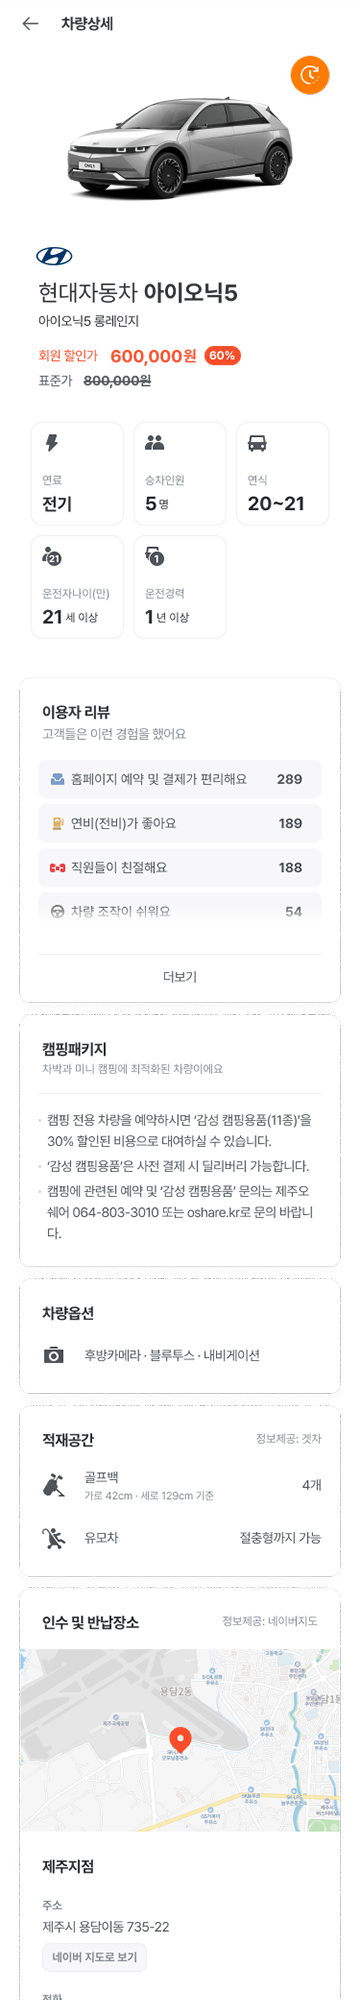 차량상세
현대자동차 아이오닉5
아이오닉5 롱레인지
회원 할인가 600,000원 60%
표준가 800,000원
연료
전기
승차인원
5 명
연식
20~21
21
운전자나이(만)
21 세 이상
1
운전경력
1 년 이상
이용자 리뷰
고객들은 이런 경험을 했어요
홈페이지 예약 및 결제가 편리해요 289
연비(전비)가 좋아요 189
직원들이 친절해요 188
차량 조작이 쉬워요 54
더보기
캠핑패키지
차박과 미니 캠핑에 최적화된 차량이에요
캠핑 전용 차량을 예약하시면 ‘감성 캠핑용품(11종)’을
30% 할인된 비용으로 대여하실 수 있습니다.
‘감성 캠핑용품’은 사전 결제 시 딜리버리 가능합니다.
캠핑에 관련된 예약 및 ‘감성 캠핑용품’ 문의는 제주오
쉐어 064-803-3010 또는 oshare.kr로 문의 바랍니
다.
차량옵션
후방카메라 · 블루투스 · 내비게이션
적재공간 정보제공: 겟차
골프백
가로 42cm · 세로 129cm 기준
4개
유모차 절충형까지 가능
인수 및 반납장소 정보제공: 네이버지도
용담2동
제주국제공항
제주지점
주소
제주시 용담이동 735-22
네이버 지도로 보기
전화